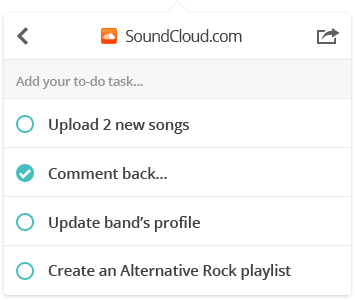 SoundCloud.com
Add your to-do task...
Upload 2 new songs
Comment back...
Update band’s profile
Create an Alternative Rock playlist